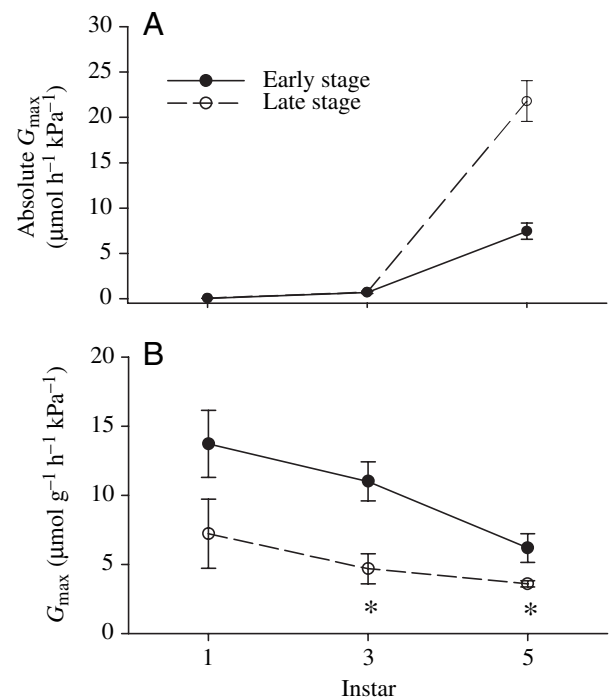 A
30
25
20
15
10
5
0
Absolute Gmax
(µmol h⁻¹ kPa⁻¹)
Early stage
Late stage
B
20
15
10
5
0
Gmax (µmol g⁻¹ h⁻¹ kPa⁻¹)
* *
1 3 5
Instar